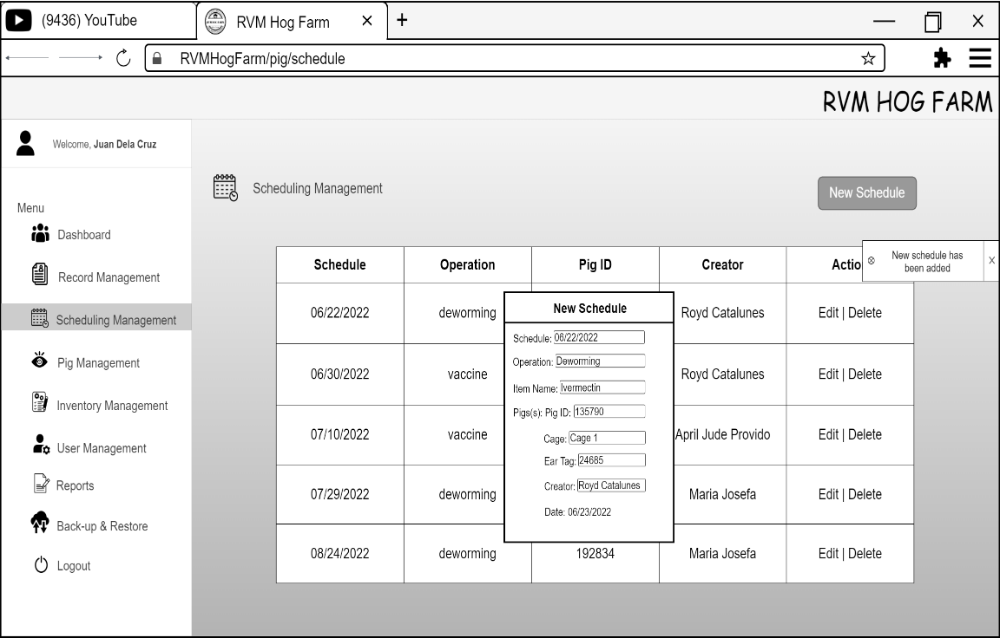 (9436) YouTube
RVM Hog Farm
RVMHogFarm/pig/schedule
RVM HOG FARM
Welcome, Juan Dela Cruz
Menu
Dashboard
Record Management
Scheduling Management
Pig Management
Inventory Management
User Management
Reports
Back-up & Restore
Logout
Scheduling Management
New Schedule
New schedule has
been added
X
Schedule Operation Pig ID Creator Actio
06/22/2022 deworming Royd Catalunes Edit | Delete
06/30/2022 vaccine Royd Catalunes Edit | Delete
07/10/2022 vaccine April Jude Provido Edit | Delete
07/29/2022 deworming Maria Josefa Edit | Delete
08/24/2022 deworming 192834 Maria Josefa Edit | Delete
New Schedule
Schedule: 06/22/2022
Operation: Deworming
Item Name: Ivermectin
Pigs(s): Pig ID: 135790
Cage: Cage 1
Ear Tag: 24685
Creator: Royd Catalunes
Date: 06/23/2022